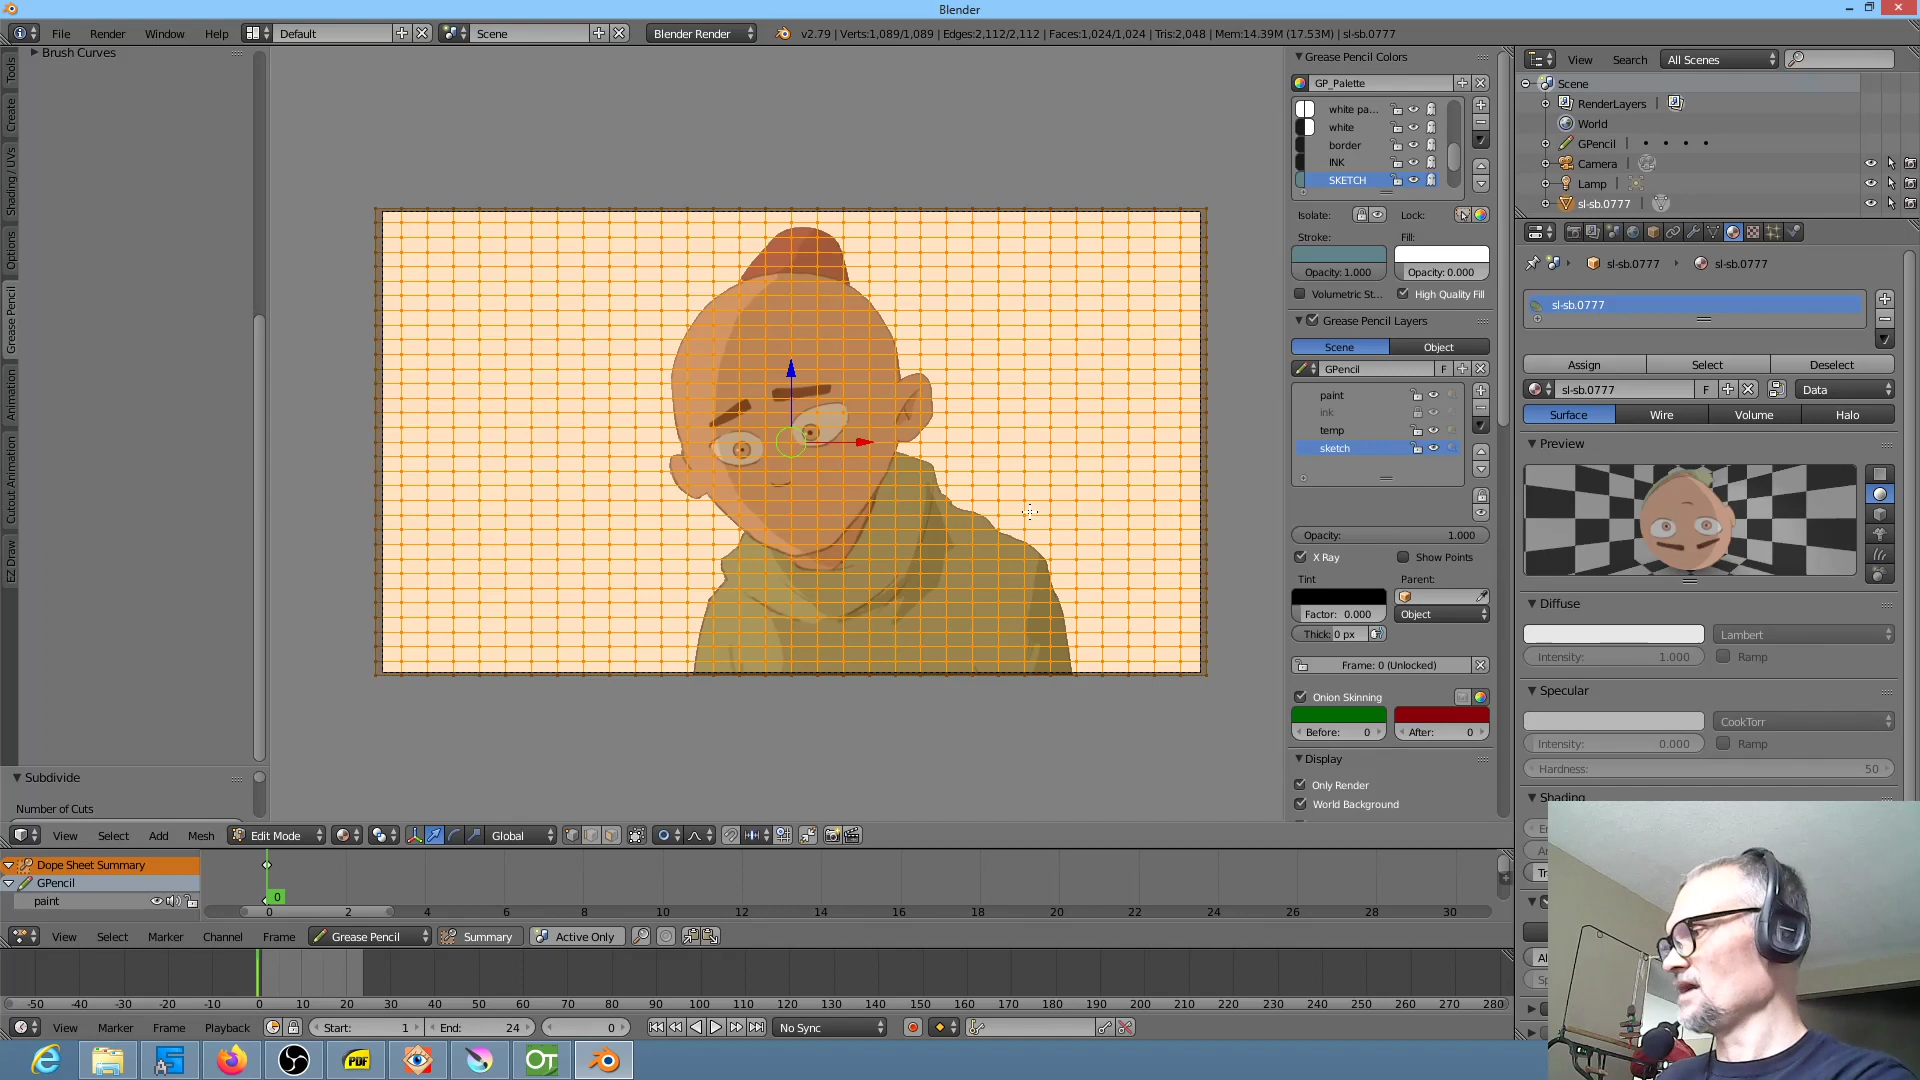 Blender
File Render Window Help Default Scene Blender Render v2.79 | Verts:1,089/1,089 | Edges:2,112/2,112 | Faces:1,024/1,024 | Tris:2,048 | Mem:14.39M (17.53M) | sl-sb.0777
Brush Curves
Tools
Create
Shading / UVs
Options
Grease Pencil
Animation
Cutout Animation
EZ Draw
Subdivide
Number of Cuts
Grease Pencil Colors
GP_Palette
white pa...
white
border
INK
SKETCH
Isolate: Lock:
Stroke: Fill:
Opacity: 1.000 Opacity: 0.000
Volumetric St... High Quality Fill
Grease Pencil Layers
Scene Object
GPencil F
paint
ink
temp
sketch
Opacity: 1.000
X Ray Show Points
Tint Parent:
Factor: 0.000 Object
Thick: 0 px
Frame: 0 (Unlocked)
Onion Skinning
Before: 0 After: 0
Display
Only Render
World Background
View Search All Scenes
Scene
RenderLayers
World
GPencil
Camera
Lamp
sl-sb.0777
sl-sb.0777 sl-sb.0777
sl-sb.0777
Assign Select Deselect
sl-sb.0777 F Data
Surface Wire Volume Halo
Preview
Diffuse
Lambert
Intensity: 1.000 Ramp
Specular
CookTorr
Intensity: 0.000 Ramp
Hardness: 50
Shading
View Select Add Mesh Edit Mode Global
Dope Sheet Summary
GPencil
paint
0
0 2 4 6 8 10 12 14 16 18 20 22 24 26 28 30
View Select Marker Channel Frame Grease Pencil Summary Active Only
-50 -40 -30 -20 -10 0 10 20 30 40 50 60 70 80 90 100 110 120 130 140 150 160 170 180 190 200 210 220 230 240 250 260 270 280
View Marker Frame Playback Start: 1 End: 24 0 No Sync
PDF
OT